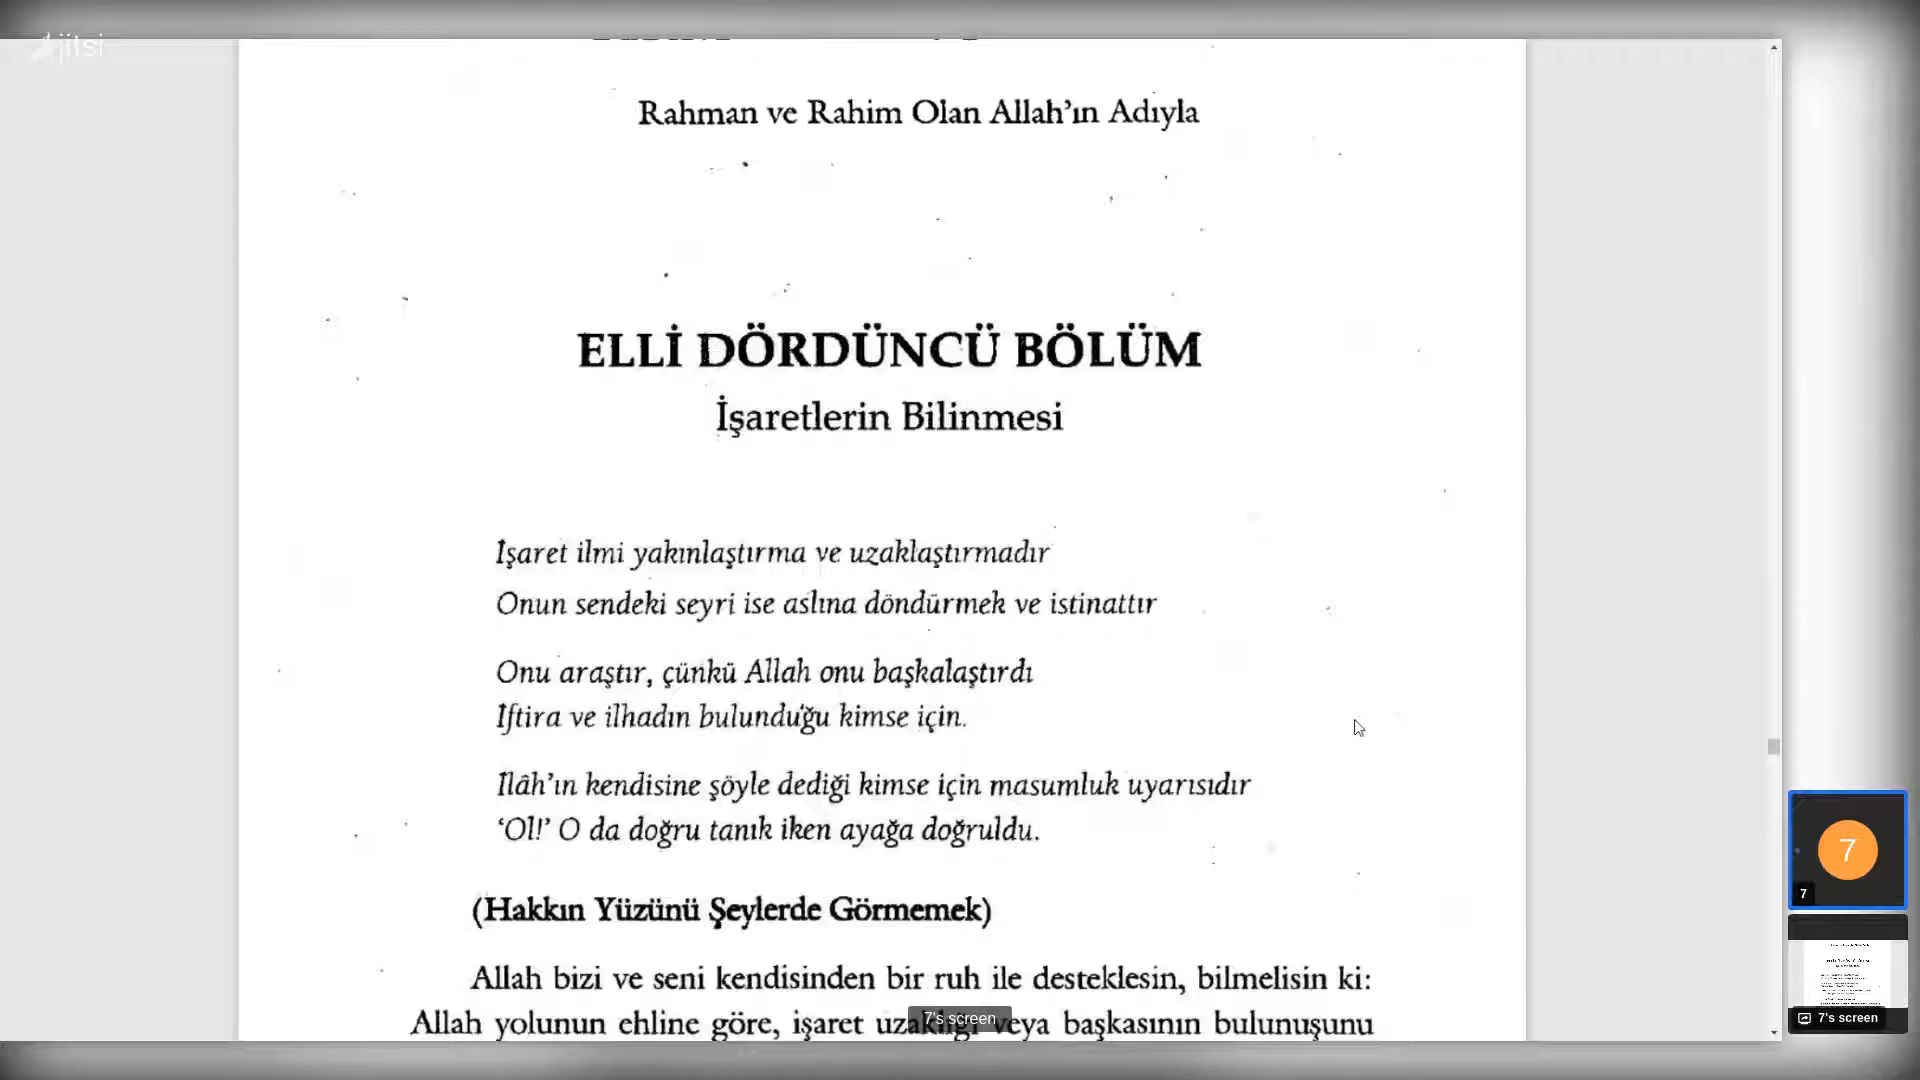 jitsi
Rahman ve Rahim Olan Allah’ın Adıyla
ELLİ DÖRDÜNCÜ BÖLÜM
İşaretlerin Bilinmesi
İşaret ilmi yakınlaştırma ve uzaklaştırmadır
Onun sendeki seyri ise aslına döndürmek ve istinattır
Onu araştır, çünkü Allah onu başkalaştırdı
İftira ve ilhadın bulunduğu kimse için.
İlâh’ın kendisine şöyle dediği kimse için masumluk uyarısıdır
‘Ol!’ O da doğru tanık iken ayağa doğruldu.
(Hakkın Yüzünü Şeylerde Görmemek)
Allah bizi ve seni kendisinden bir ruh ile desteklesin, bilmelisin ki:
Allah yolunun ehline göre, işaret uzaklığı veya başkasının bulunuşunu
7's screen
7
7
7's screen